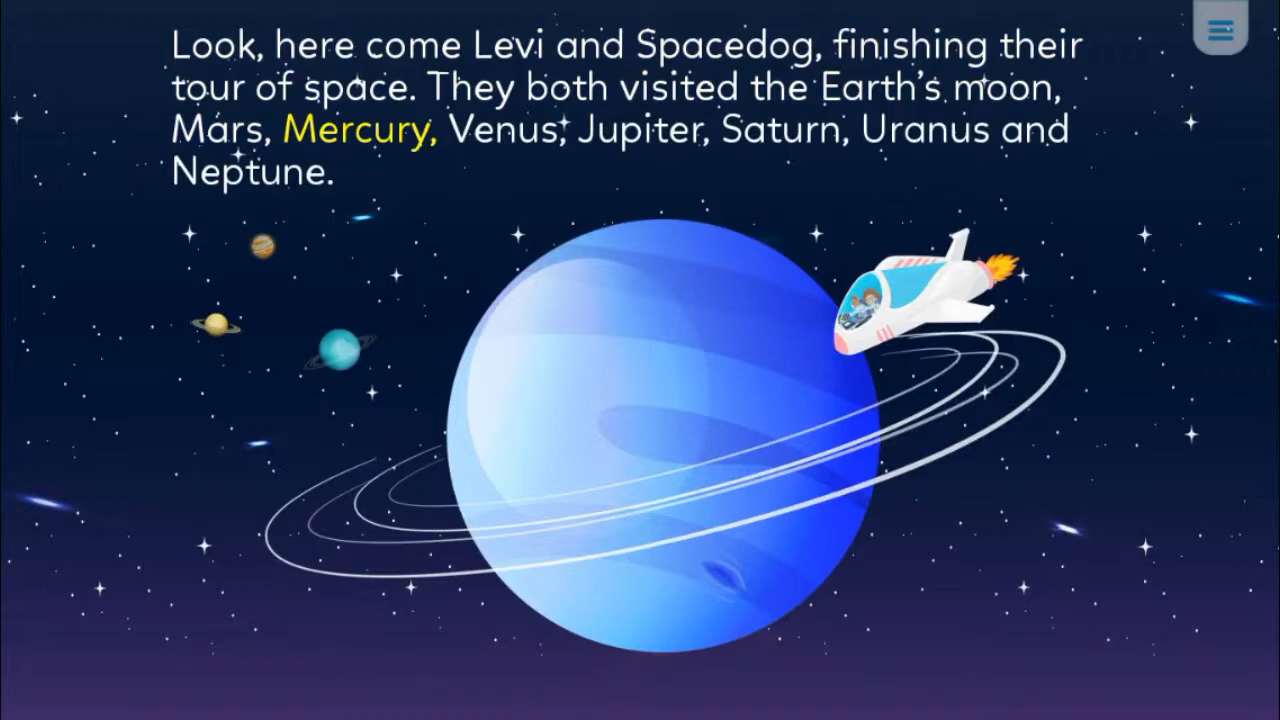 Look, here come Levi and Spacedog, finishing their
tour of space. They both visited the Earth’s moon,
Mars, Mercury, Venus, Jupiter, Saturn, Uranus and
Neptune.